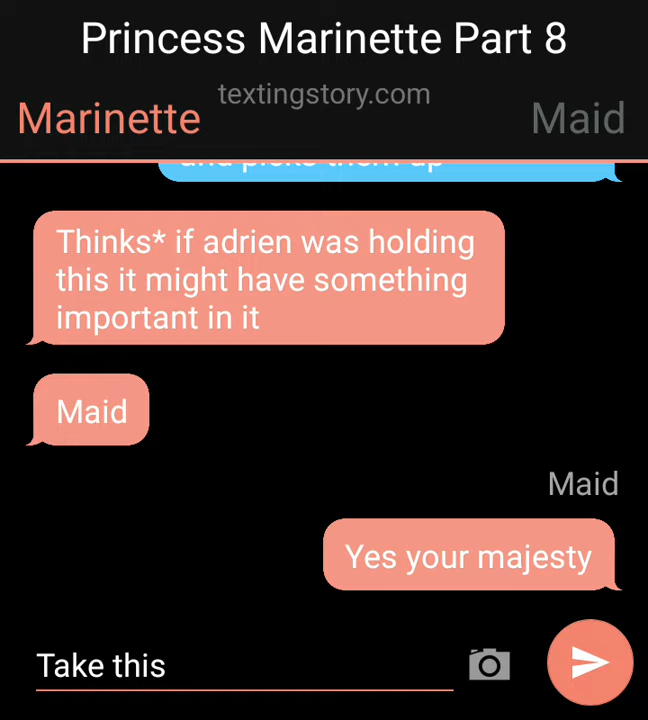 Princess Marinette Part 8
textingstory.com
Marinette
Maid
and picks them up
Thinks* if adrien was holding
this it might have something
important in it
Maid
Maid
Yes your majesty
Take this